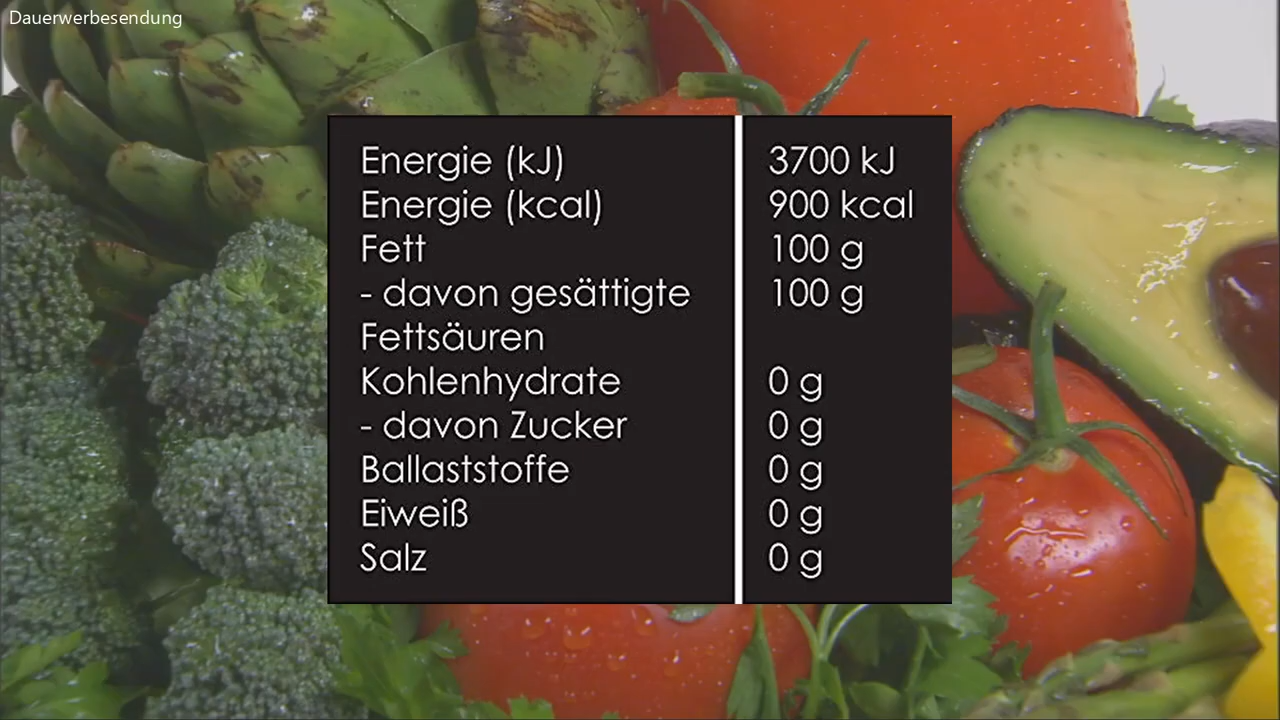 Dauerwerbesendung
Energie (kJ) 3700 kJ
Energie (kcal) 900 kcal
Fett 100 g
- davon gesättigte 100 g
Fettsäuren
Kohlenhydrate 0 g
- davon Zucker 0 g
Ballaststoffe 0 g
Eiweiß 0 g
Salz 0 g